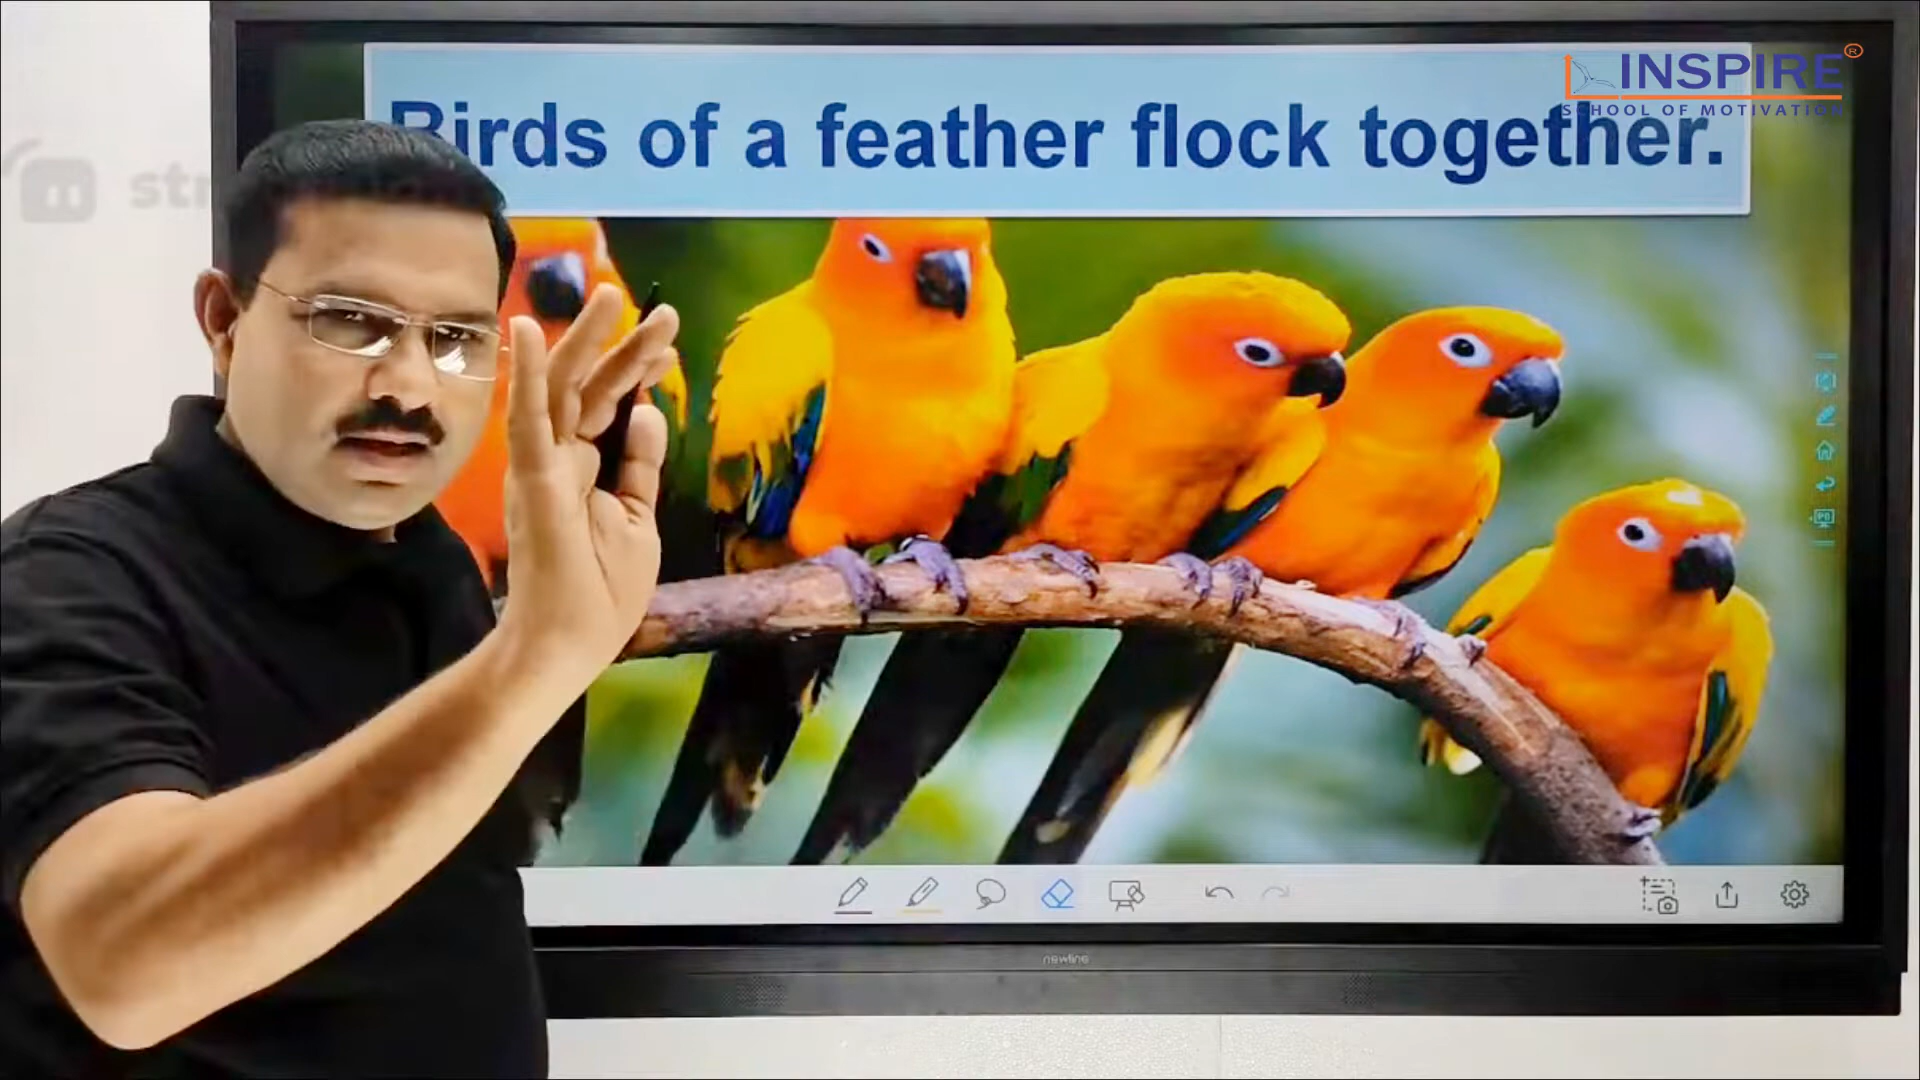 Birds of a feather flock together.
INSPIRE®
SCHOOL OF MOTIVATION
newline